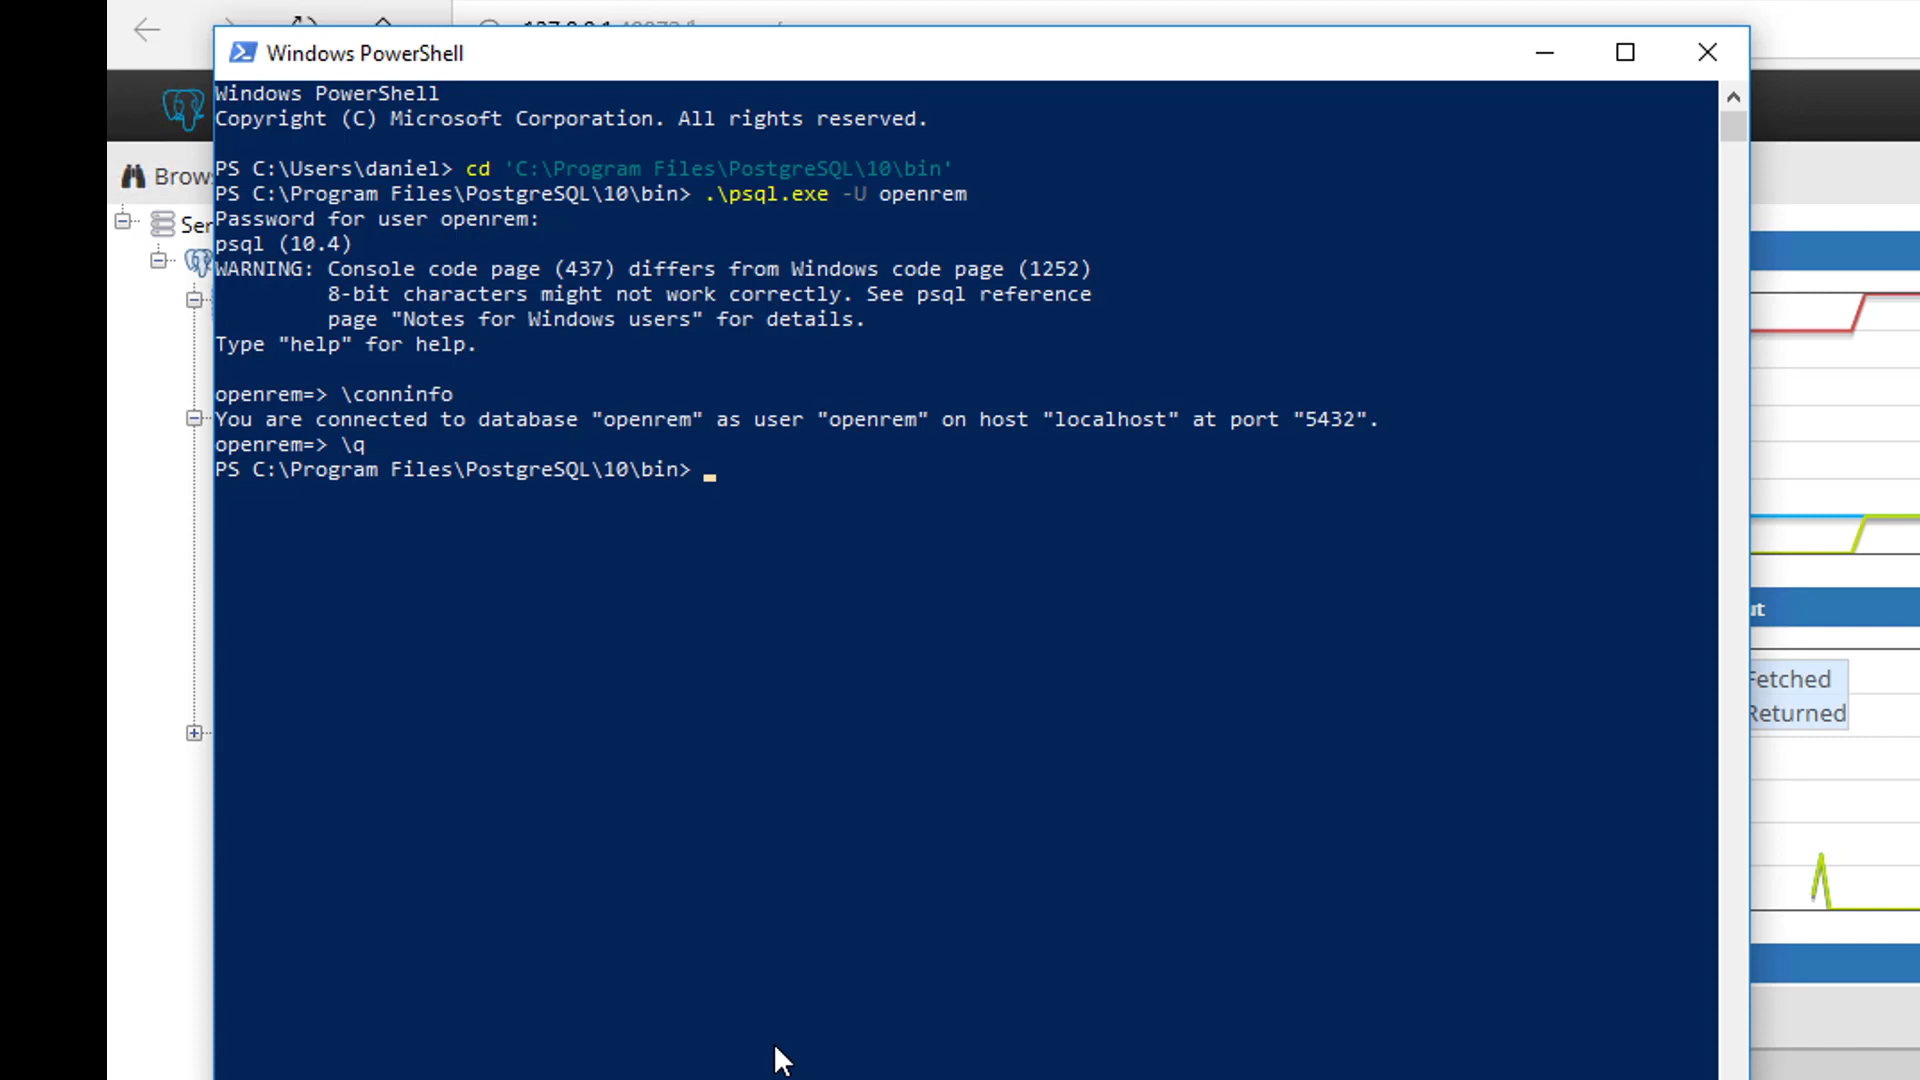 Windows PowerShell
Windows PowerShell
Copyright (C) Microsoft Corporation. All rights reserved.
PS C:\Users\daniel> cd 'C:\Program Files\PostgreSQL\10\bin'
PS C:\Program Files\PostgreSQL\10\bin> .\psql.exe -U openrem
Password for user openrem:
psql (10.4)
WARNING: Console code page (437) differs from Windows code page (1252)
8-bit characters might not work correctly. See psql reference
page "Notes for Windows users" for details.
Type "help" for help.
openrem=> \conninfo
You are connected to database "openrem" as user "openrem" on host "localhost" at port "5432".
openrem=> \q
PS C:\Program Files\PostgreSQL\10\bin>
Brow
Ser
ut
Fetched
Returned